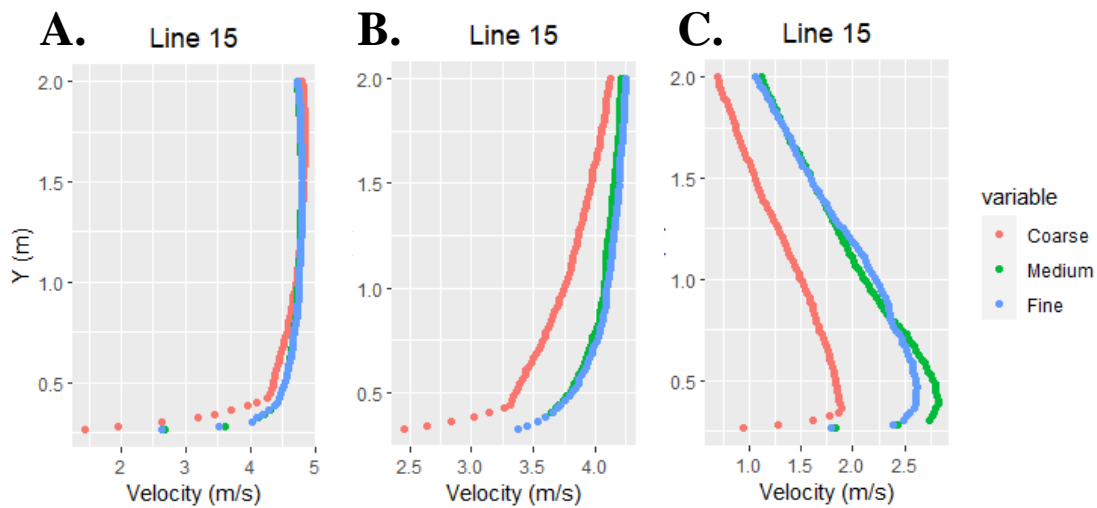 A. Line 15
B. Line 15
C. Line 15
Y (m)
2.0
1.5
1.0
0.5
2 3 4 5
Velocity (m/s)
2.0
1.5
1.0
0.5
2.5 3.0 3.5 4.0
Velocity (m/s)
2.0
1.5
1.0
0.5
1.0 1.5 2.0 2.5
Velocity (m/s)
variable
Coarse
Medium
Fine